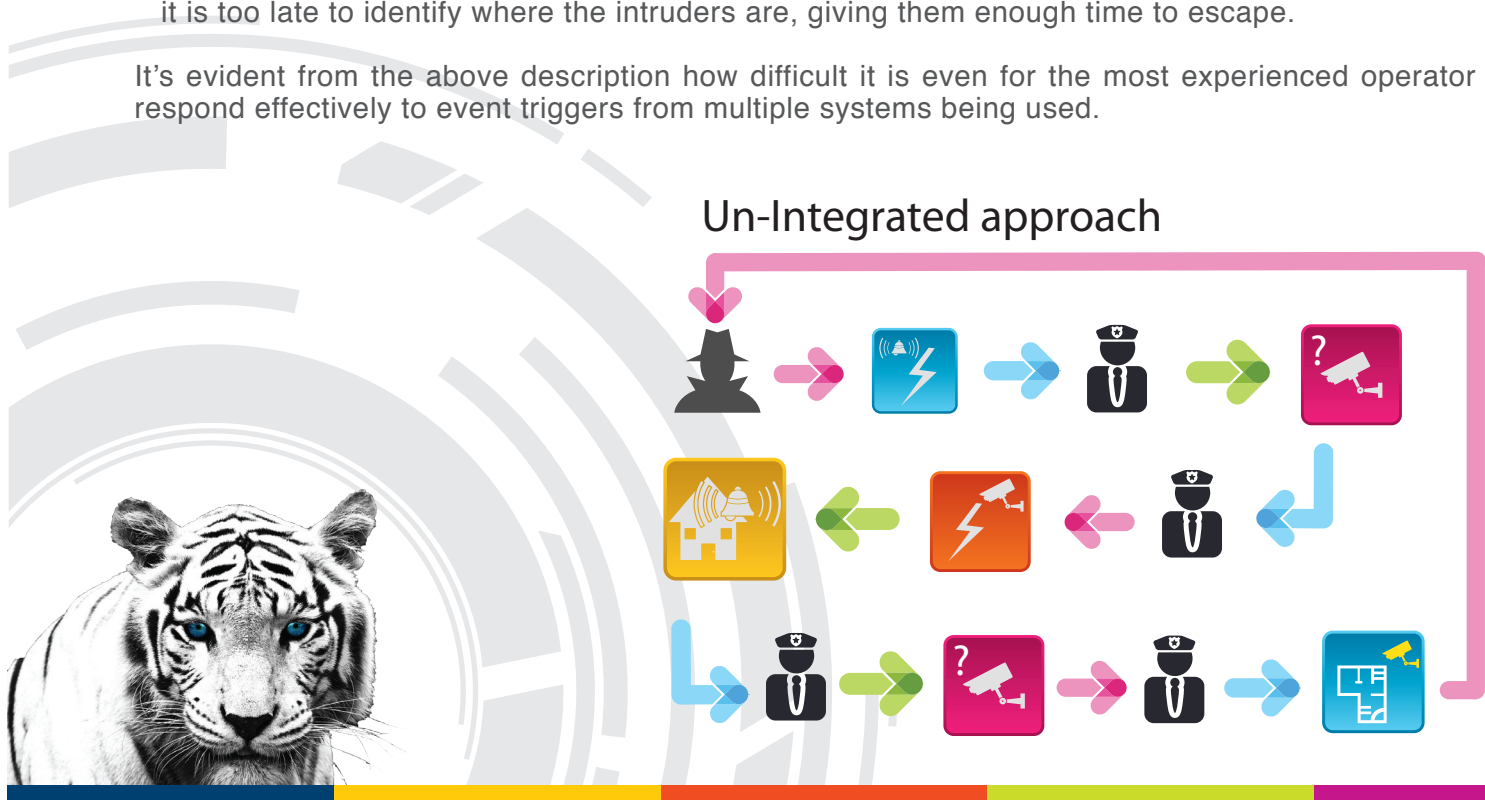 it is too late to identify where the intruders are, giving them enough time to escape.
It’s evident from the above description how difficult it is even for the most experienced operator
respond effectively to event triggers from multiple systems being used.
Un-Integrated approach
?
?